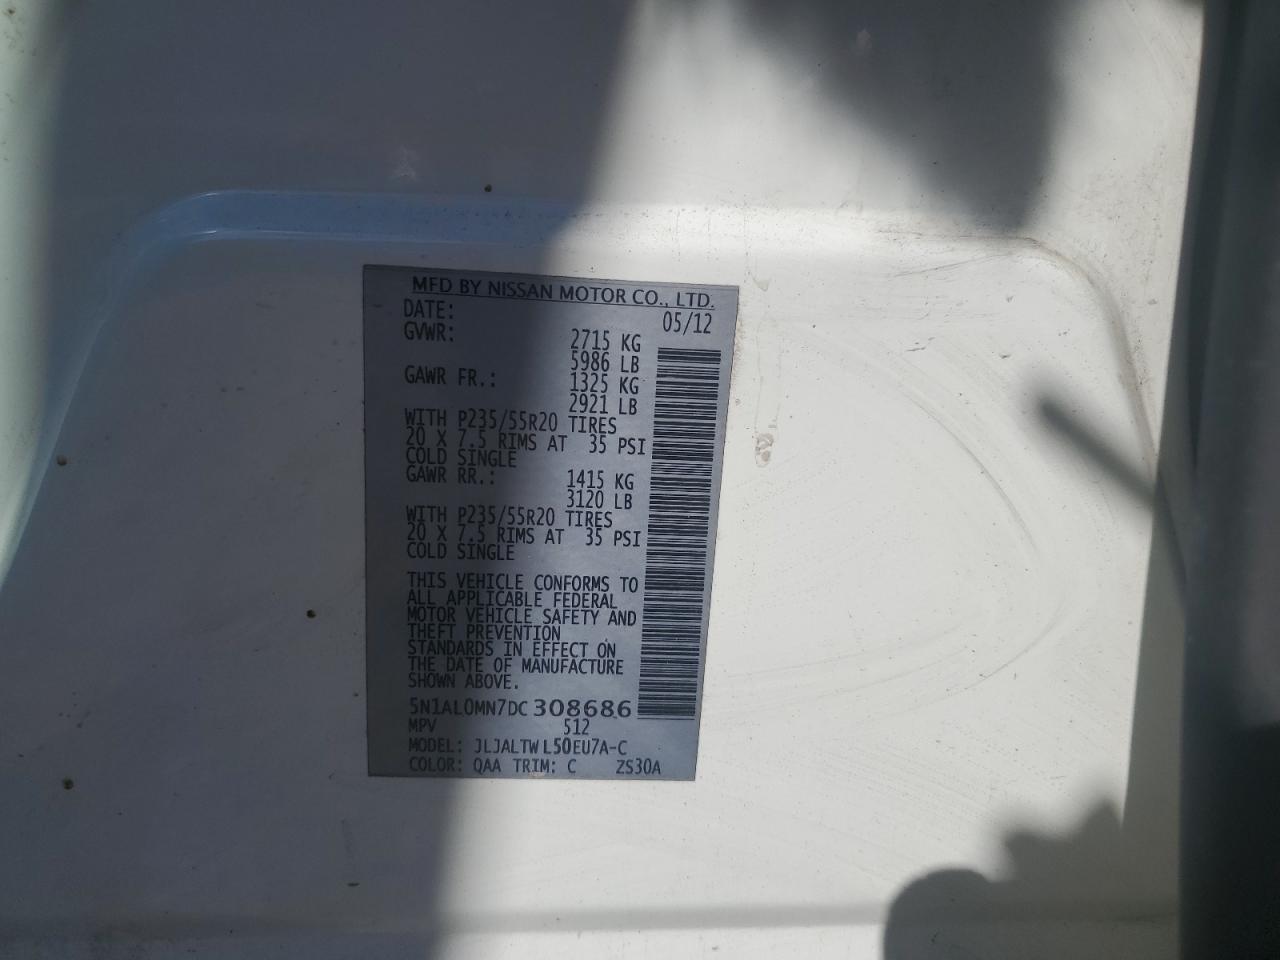 MFD BY NISSAN MOTOR CO., LTD.
DATE: 05/12
GVWR: 2715 KG
5986 LB
GAWR FR.: 1325 KG
2921 LB
WITH P235/55R20 TIRES
20 X 7.5 RIMS AT 35 PSI
COLD SINGLE
GAWR RR.: 1415 KG
3120 LB
WITH P235/55R20 TIRES
20 X 7.5 RIMS AT 35 PSI
COLD SINGLE
THIS VEHICLE CONFORMS TO
ALL APPLICABLE FEDERAL
MOTOR VEHICLE SAFETY AND
THEFT PREVENTION
STANDARDS IN EFFECT ON
THE DATE OF MANUFACTURE
SHOWN ABOVE.
5N1AL0MN7DC308686
MPV 512
MODEL: JLJALTWL50EU7A-C
COLOR: QAA TRIM: C ZS30A